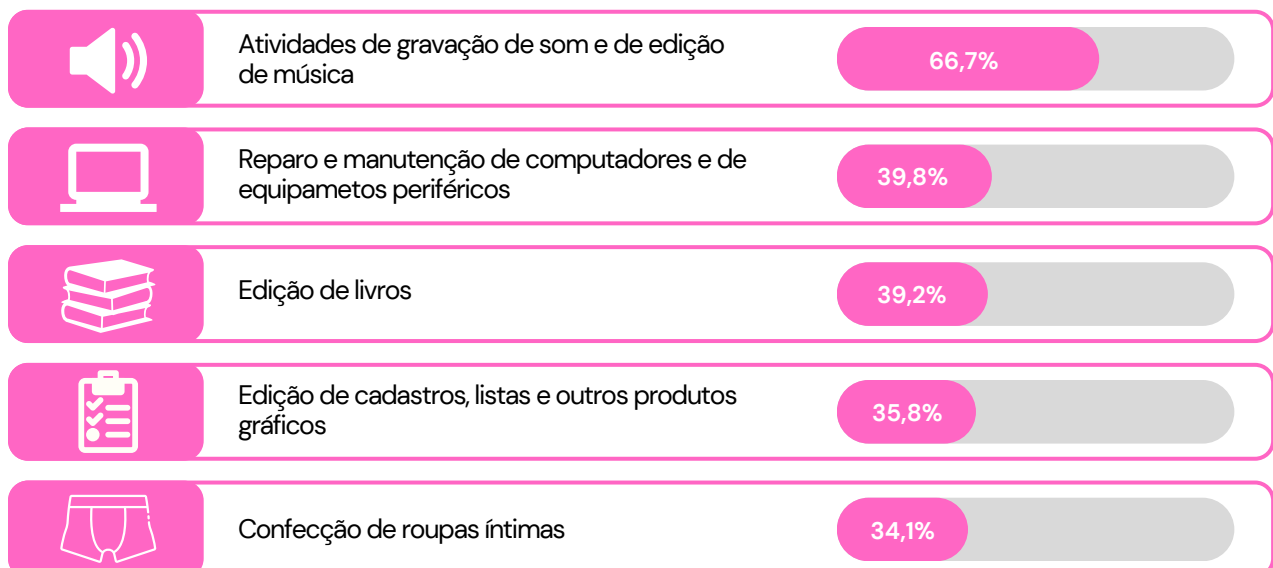 Atividades de gravação de som e de edição
de música
66,7%
Reparo e manutenção de computadores e de
equipametos periféricos
39,8%
Edição de livros
39,2%
Edição de cadastros, listas e outros produtos
gráficos
35,8%
Confecção de roupas íntimas
34,1%